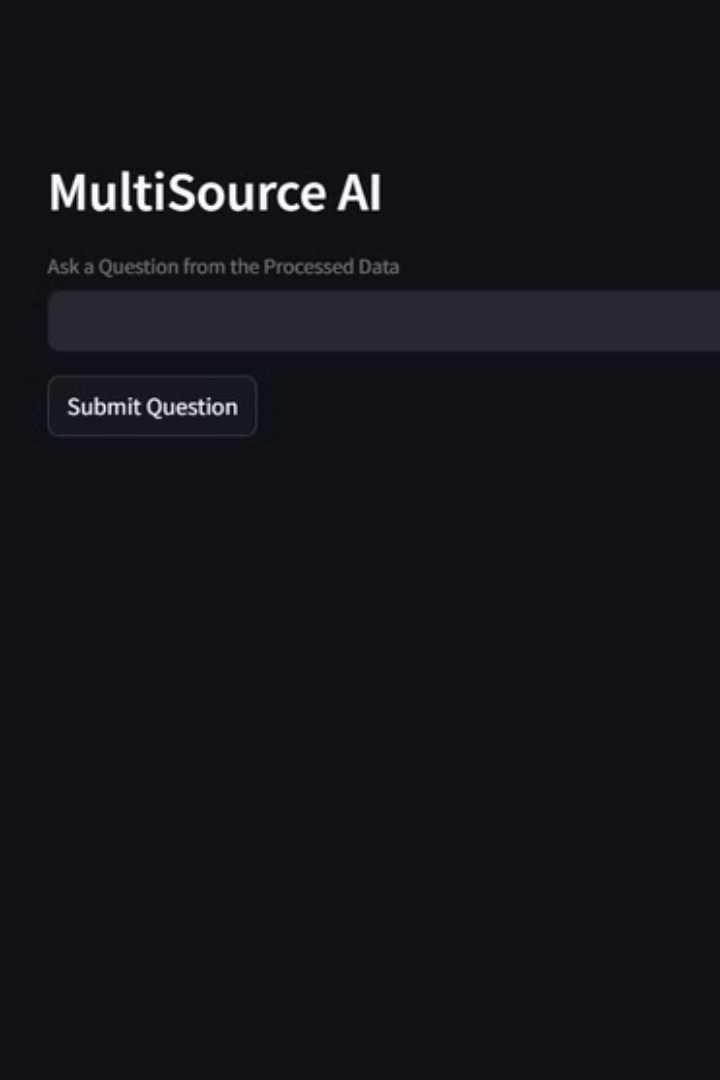 MultiSource AI
Ask a Question from the Processed Data
Submit Question